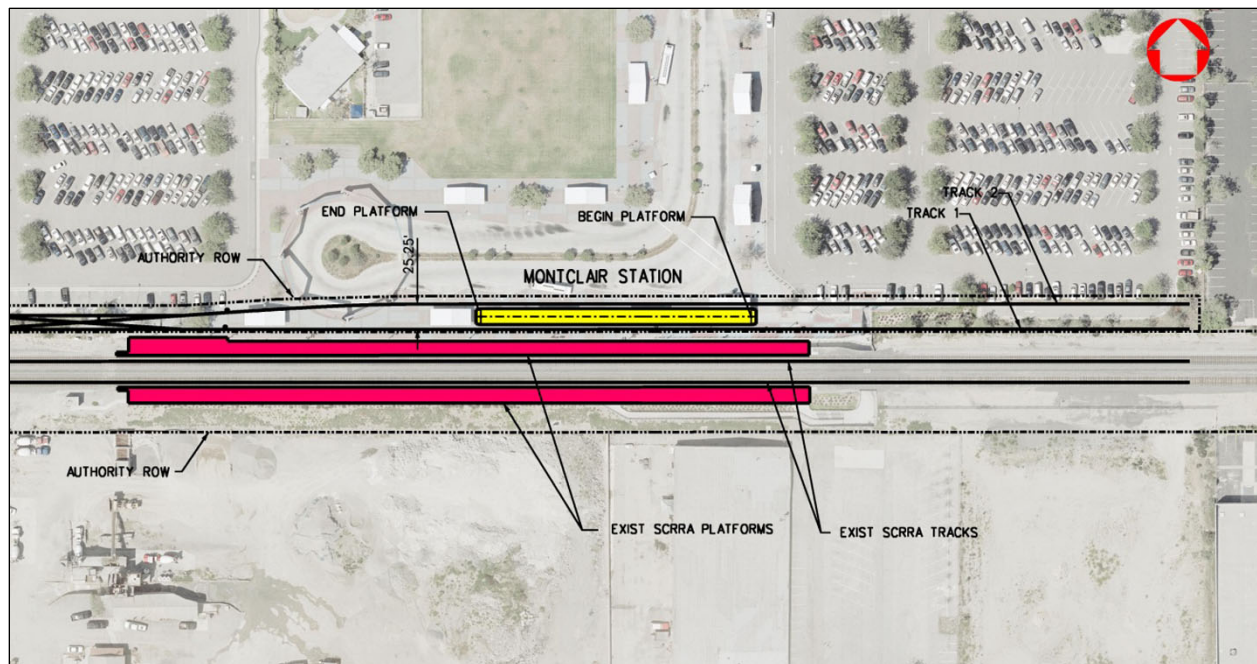 TRACK 2
TRACK 1
END PLATFORM
BEGIN PLATFORM
25.25'
AUTHORITY ROW
MONTCLAIR STATION
AUTHORITY ROW
EXIST SCRRA PLATFORMS
EXIST SCRRA TRACKS